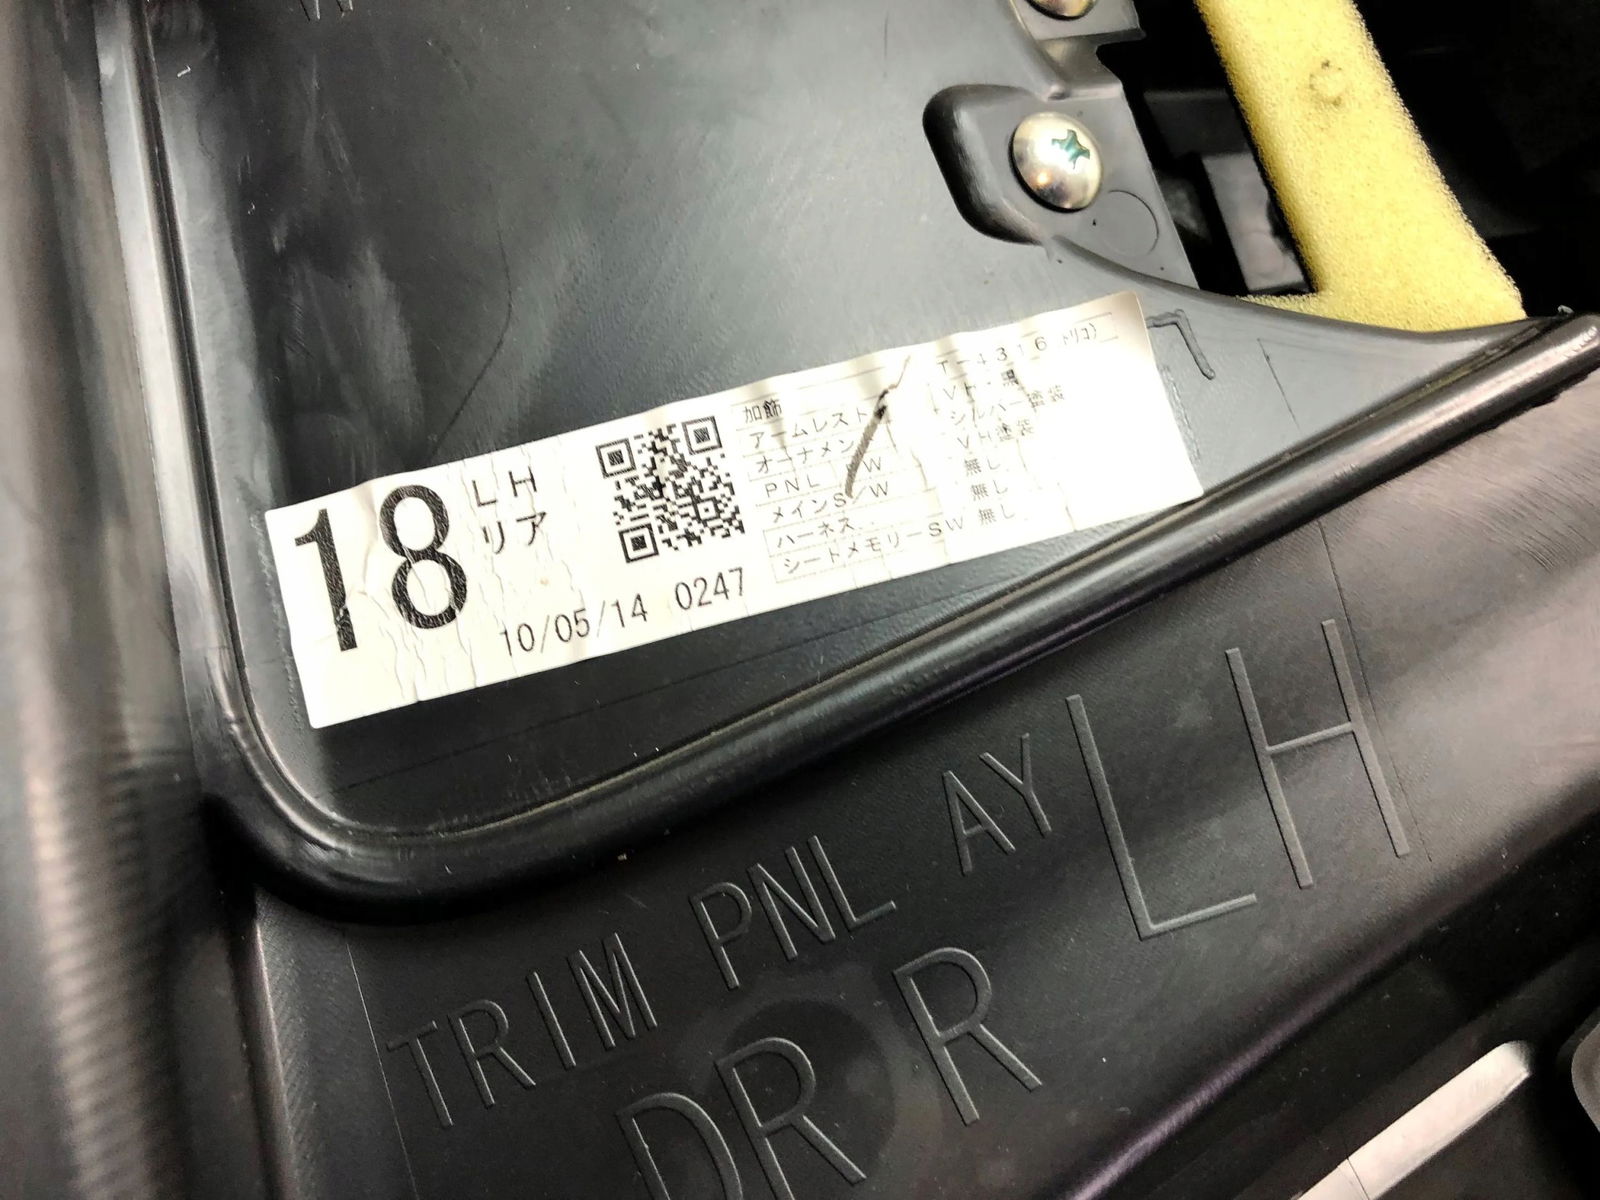 18
LH
リア
10/05/14 0247
加飾 T-4316(トリコ)
アームレスト VH・黒
オーナメント シルバー塗装
PNL VH塗装
メインS/W 無し
ハーネス 無し
シートメモリーSW 無し
TRIM PNL AY LH
DR R